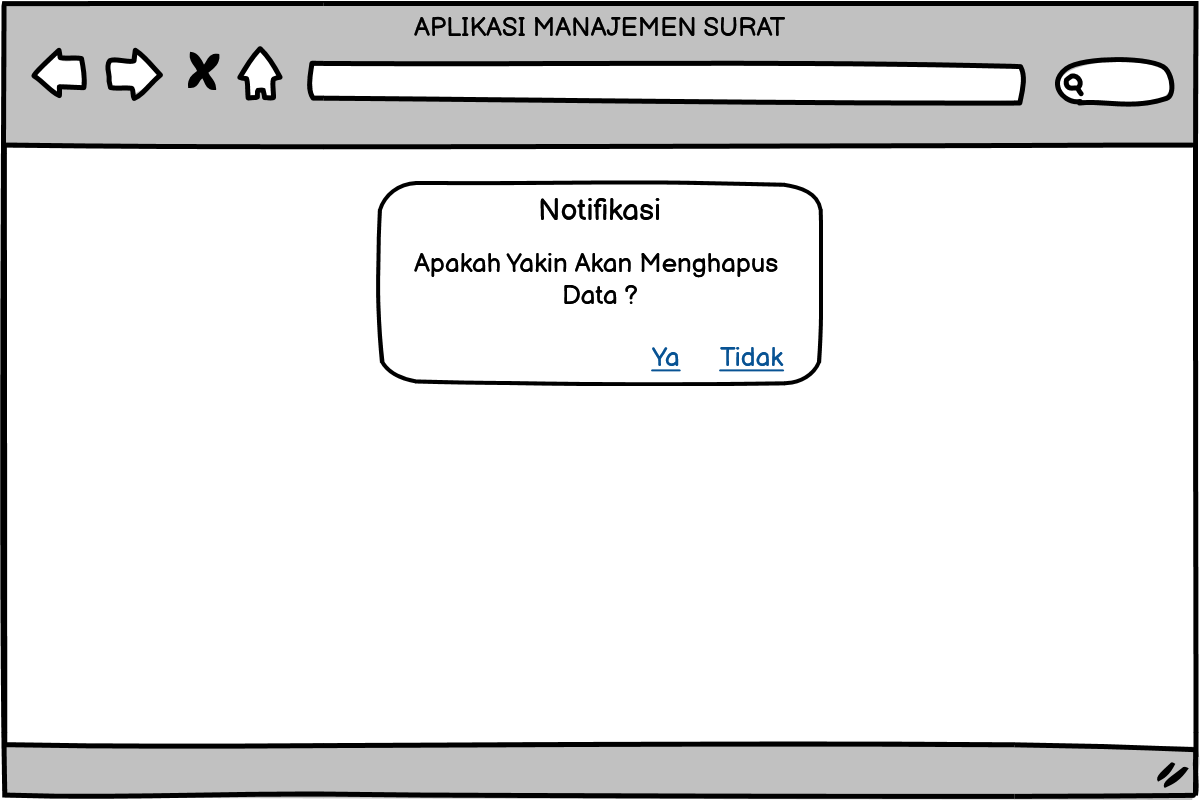 APLIKASI MANAJEMEN SURAT
Notifikasi
Apakah Yakin Akan Menghapus
Data ?
Ya Tidak